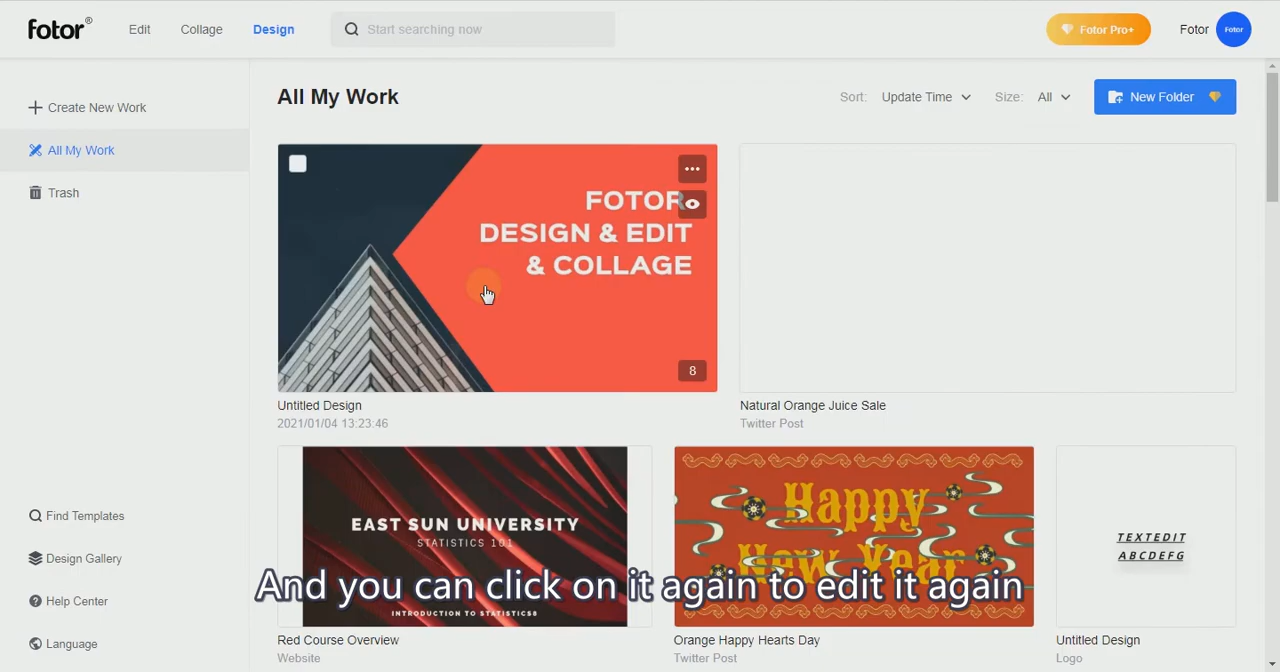 fotor®
Edit
Collage
Design
Start searching now
Fotor Pro+
Fotor
Fotor
Create New Work
All My Work
Trash
All My Work
Sort:
Update Time
Size:
All
New Folder
FOTOR
DESIGN & EDIT
& COLLAGE
8
Untitled Design
2021/01/04 13:23:46
Natural Orange Juice Sale
Twitter Post
EAST SUN UNIVERSITY
STATISTICS 101
INTRODUCTION TO STATISTICS8
Red Course Overview
Website
Happy
New Year
Orange Happy Hearts Day
Twitter Post
TEXTEDIT
ABCDEFG
Untitled Design
Logo
Find Templates
Design Gallery
Help Center
Language
And you can click on it again to edit it again